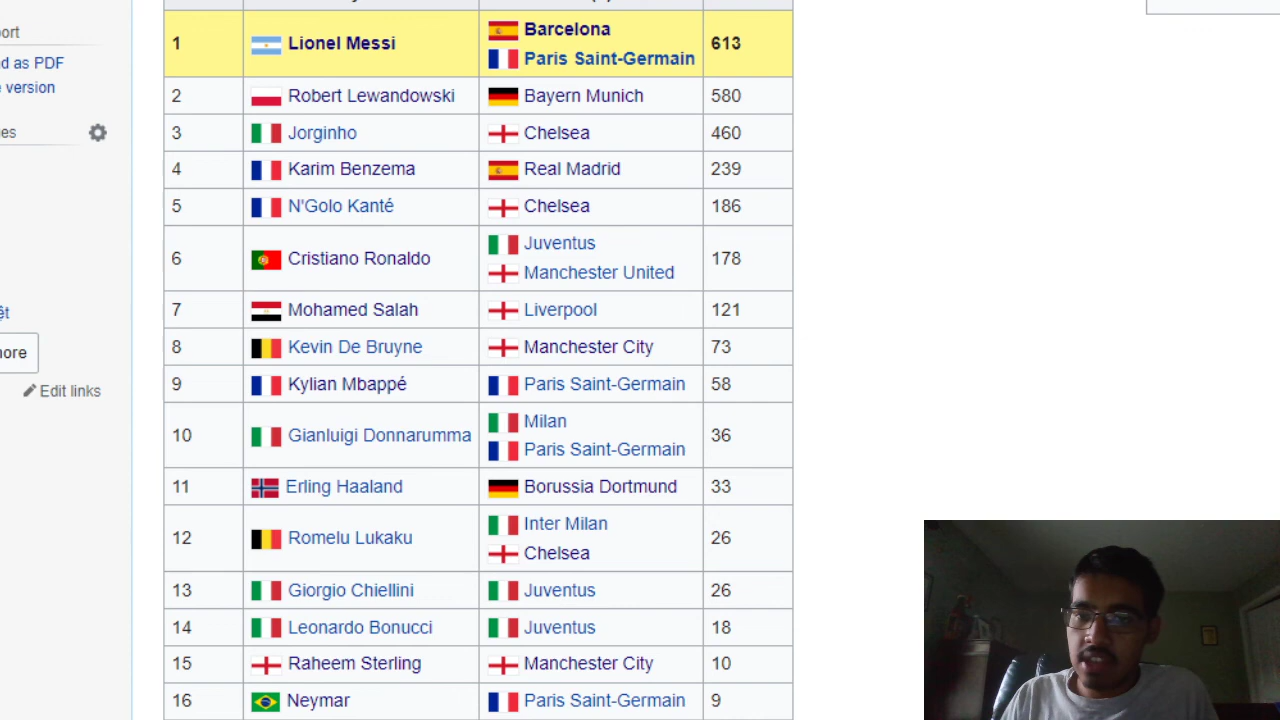 ort
d as PDF
version
es
ệt
ore
Edit links
1 Lionel Messi Barcelona 613
Paris Saint-Germain
2 Robert Lewandowski Bayern Munich 580
3 Jorginho Chelsea 460
4 Karim Benzema Real Madrid 239
5 N'Golo Kanté Chelsea 186
6 Cristiano Ronaldo Juventus 178
Manchester United
7 Mohamed Salah Liverpool 121
8 Kevin De Bruyne Manchester City 73
9 Kylian Mbappé Paris Saint-Germain 58
10 Gianluigi Donnarumma Milan 36
Paris Saint-Germain
11 Erling Haaland Borussia Dortmund 33
12 Romelu Lukaku Inter Milan 26
Chelsea
13 Giorgio Chiellini Juventus 26
14 Leonardo Bonucci Juventus 18
15 Raheem Sterling Manchester City 10
16 Neymar Paris Saint-Germain 9